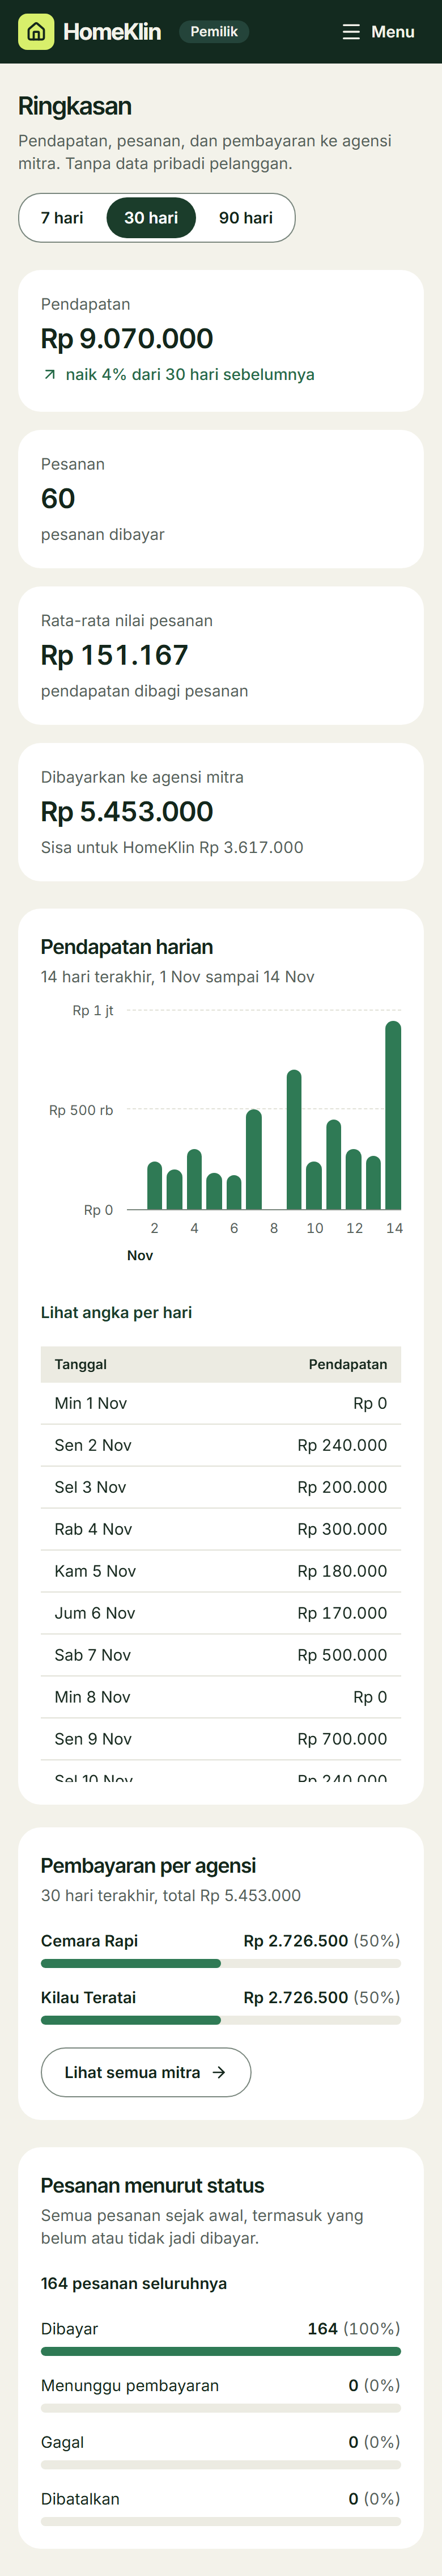 HomeKlin
Pemilik
Menu
Ringkasan
Pendapatan, pesanan, dan pembayaran ke agensi
mitra. Tanpa data pribadi pelanggan.
7 hari
30 hari
90 hari
Pendapatan
Rp 9.070.000
naik 4% dari 30 hari sebelumnya
Pesanan
60
pesanan dibayar
Rata-rata nilai pesanan
Rp 151.167
pendapatan dibagi pesanan
Dibayarkan ke agensi mitra
Rp 5.453.000
Sisa untuk HomeKlin Rp 3.617.000
Pendapatan harian
14 hari terakhir, 1 Nov sampai 14 Nov
Rp 1 jt
Rp 500 rb
Rp 0
2 4 6 8 10 12 14
Nov
Lihat angka per hari
Tanggal Pendapatan
Min 1 Nov Rp 0
Sen 2 Nov Rp 240.000
Sel 3 Nov Rp 200.000
Rab 4 Nov Rp 300.000
Kam 5 Nov Rp 180.000
Jum 6 Nov Rp 170.000
Sab 7 Nov Rp 500.000
Min 8 Nov Rp 0
Sen 9 Nov Rp 700.000
Sel 10 Nov Rp 240.000
Pembayaran per agensi
30 hari terakhir, total Rp 5.453.000
Cemara Rapi Rp 2.726.500 (50%)
Kilau Teratai Rp 2.726.500 (50%)
Lihat semua mitra
Pesanan menurut status
Semua pesanan sejak awal, termasuk yang
belum atau tidak jadi dibayar.
164 pesanan seluruhnya
Dibayar 164 (100%)
Menunggu pembayaran 0 (0%)
Gagal 0 (0%)
Dibatalkan 0 (0%)